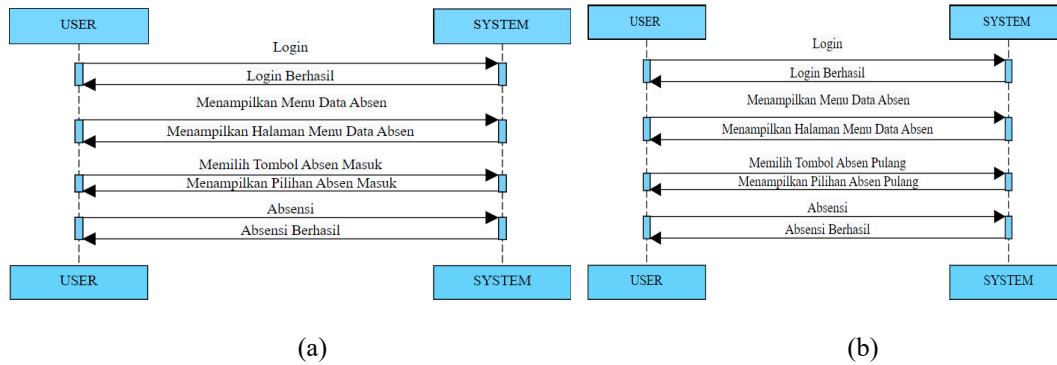 USER
SYSTEM
Login
Login Berhasil
Menampilkan Menu Data Absen
Menampilkan Halaman Menu Data Absen
Memilih Tombol Absen Masuk
Menampilkan Pilihan Absen Masuk
Absensi
Absensi Berhasil
USER
SYSTEM
(a)
USER
SYSTEM
Login
Login Berhasil
Menampilkan Menu Data Absen
Menampilkan Halaman Menu Data Absen
Memilih Tombol Absen Pulang
Menampilkan Pilihan Absen Pulang
Absensi
Absensi Berhasil
USER
SYSTEM
(b)